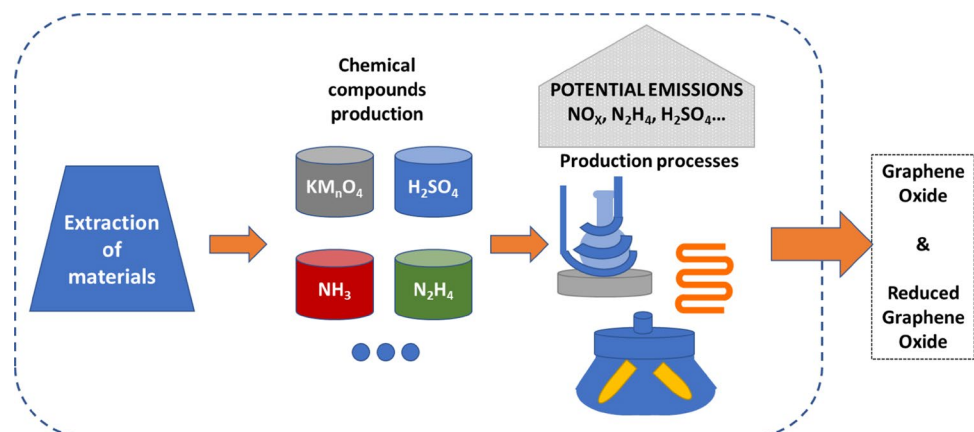 Extraction
of
materials
Chemical
compounds
production
KMₙO₄
H₂SO₄
NH₃
N₂H₄
POTENTIAL EMISSIONS
NOₓ, N₂H₄, H₂SO₄...
Production processes
Graphene
Oxide
&
Reduced
Graphene
Oxide